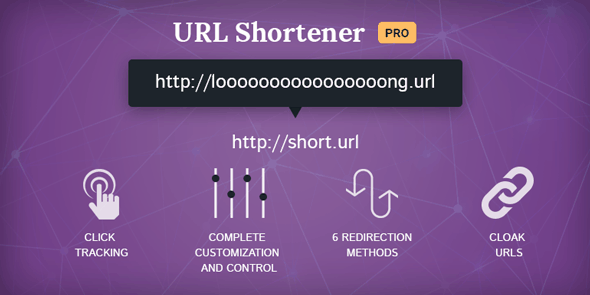 URL Shortener PRO
http://looooooooooooooooong.url
http://short.url
CLICK
TRACKING
COMPLETE
CUSTOMIZATION
AND CONTROL
6 REDIRECTION
METHODS
CLOAK
URLS